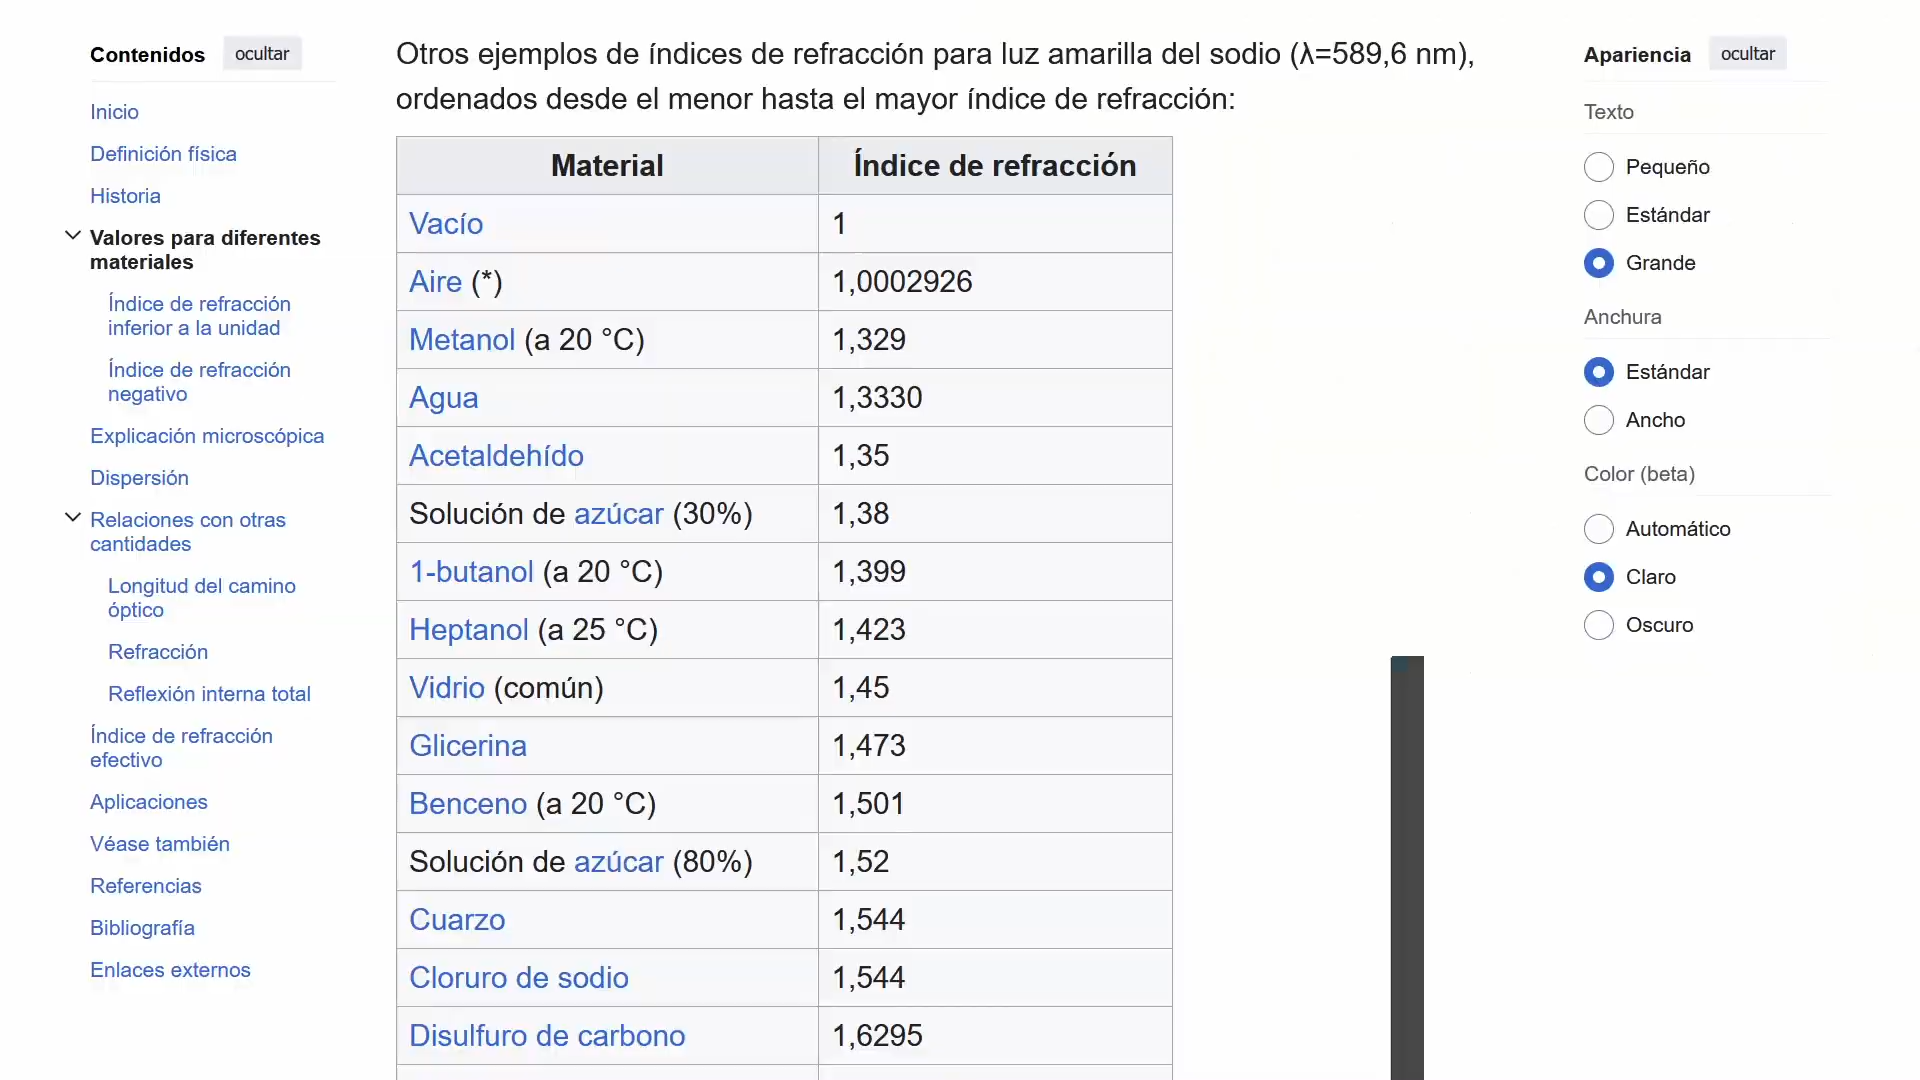 Contenidos ocultar
Inicio
Definición física
Historia
Valores para diferentes
materiales
Índice de refracción
inferior a la unidad
Índice de refracción
negativo
Explicación microscópica
Dispersión
Relaciones con otras
cantidades
Longitud del camino
óptico
Refracción
Reflexión interna total
Índice de refracción
efectivo
Aplicaciones
Véase también
Referencias
Bibliografía
Enlaces externos
Otros ejemplos de índices de refracción para luz amarilla del sodio (λ=589,6 nm),
ordenados desde el menor hasta el mayor índice de refracción:
Material Índice de refracción
Vacío 1
Aire (*) 1,0002926
Metanol (a 20 °C) 1,329
Agua 1,3330
Acetaldehído 1,35
Solución de azúcar (30%) 1,38
1-butanol (a 20 °C) 1,399
Heptanol (a 25 °C) 1,423
Vidrio (común) 1,45
Glicerina 1,473
Benceno (a 20 °C) 1,501
Solución de azúcar (80%) 1,52
Cuarzo 1,544
Cloruro de sodio 1,544
Disulfuro de carbono 1,6295
Apariencia ocultar
Texto
Pequeño
Estándar
Grande
Anchura
Estándar
Ancho
Color (beta)
Automático
Claro
Oscuro